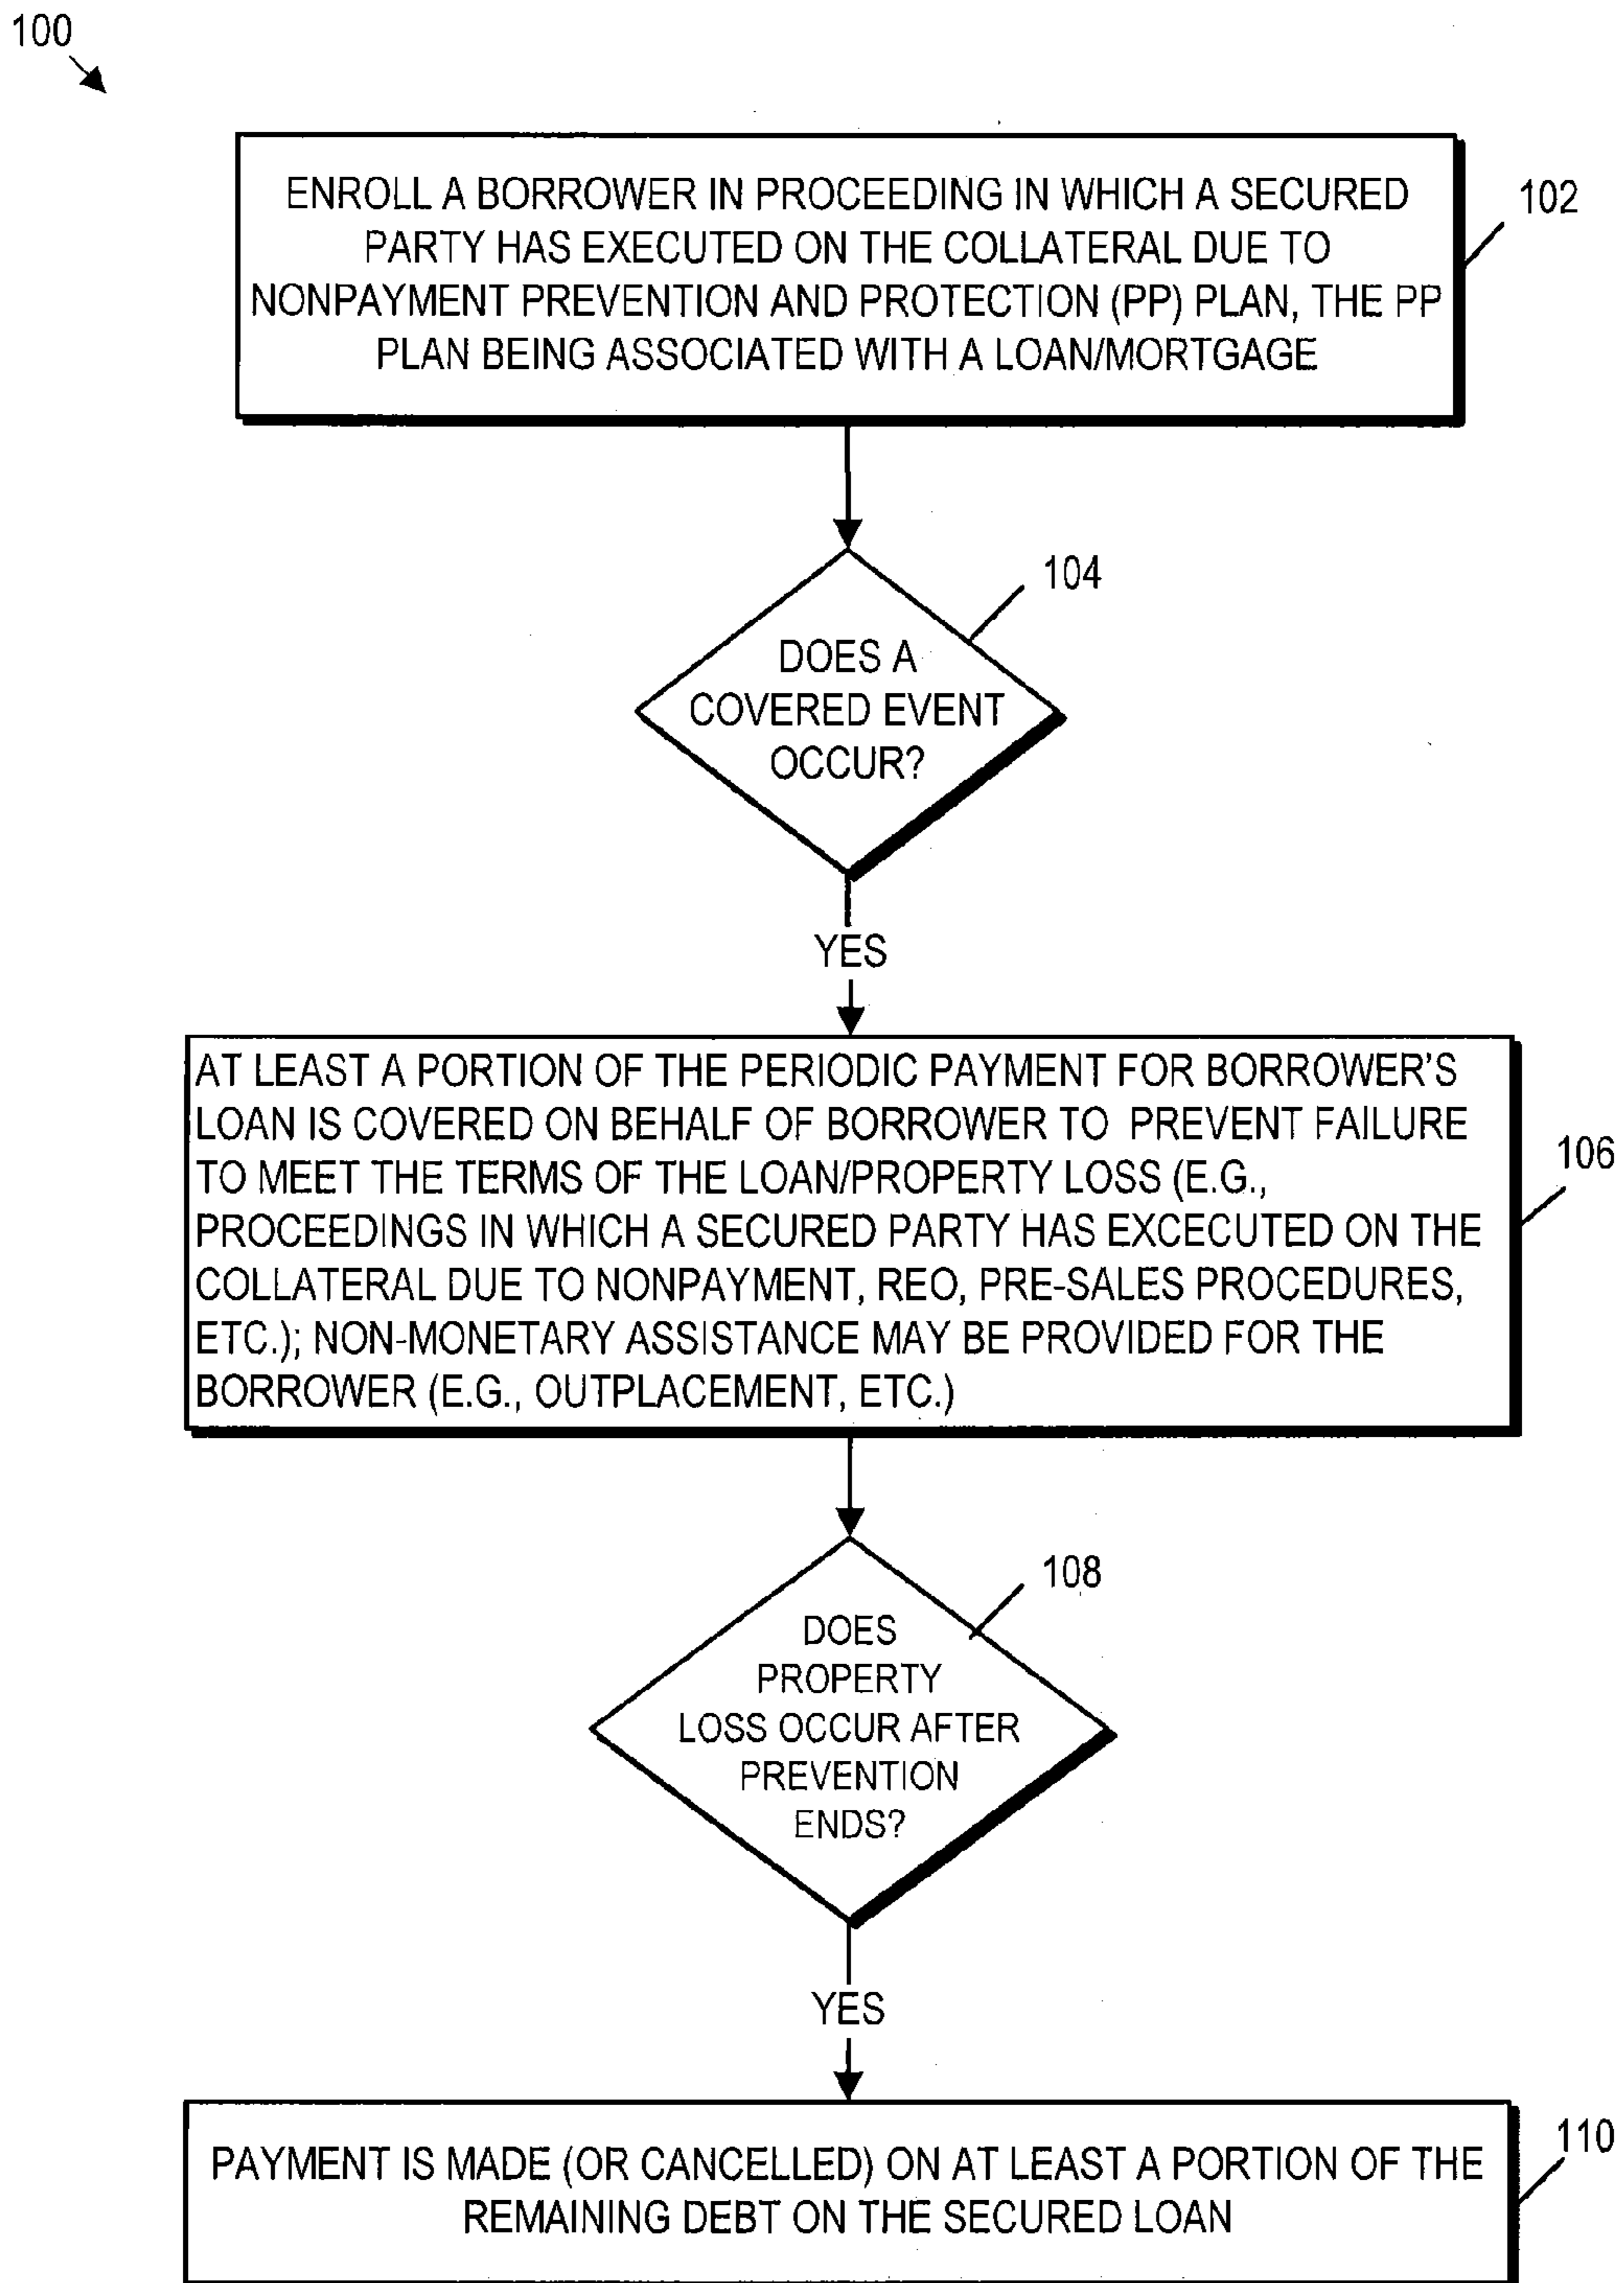 100
ENROLL A BORROWER IN PROCEEDING IN WHICH A SECURED
PARTY HAS EXECUTED ON THE COLLATERAL DUE TO
NONPAYMENT PREVENTION AND PROTECTION (PP) PLAN, THE PP
PLAN BEING ASSOCIATED WITH A LOAN/MORTGAGE
102
DOES A
COVERED EVENT
OCCUR?
104
YES
AT LEAST A PORTION OF THE PERIODIC PAYMENT FOR BORROWER'S
LOAN IS COVERED ON BEHALF OF BORROWER TO PREVENT FAILURE
TO MEET THE TERMS OF THE LOAN/PROPERTY LOSS (E.G.,
PROCEEDINGS IN WHICH A SECURED PARTY HAS EXCECUTED ON THE
COLLATERAL DUE TO NONPAYMENT, REO, PRE-SALES PROCEDURES,
ETC.); NON-MONETARY ASSISTANCE MAY BE PROVIDED FOR THE
BORROWER (E.G., OUTPLACEMENT, ETC.)
106
DOES
PROPERTY
LOSS OCCUR AFTER
PREVENTION
ENDS?
108
YES
PAYMENT IS MADE (OR CANCELLED) ON AT LEAST A PORTION OF THE
REMAINING DEBT ON THE SECURED LOAN
110